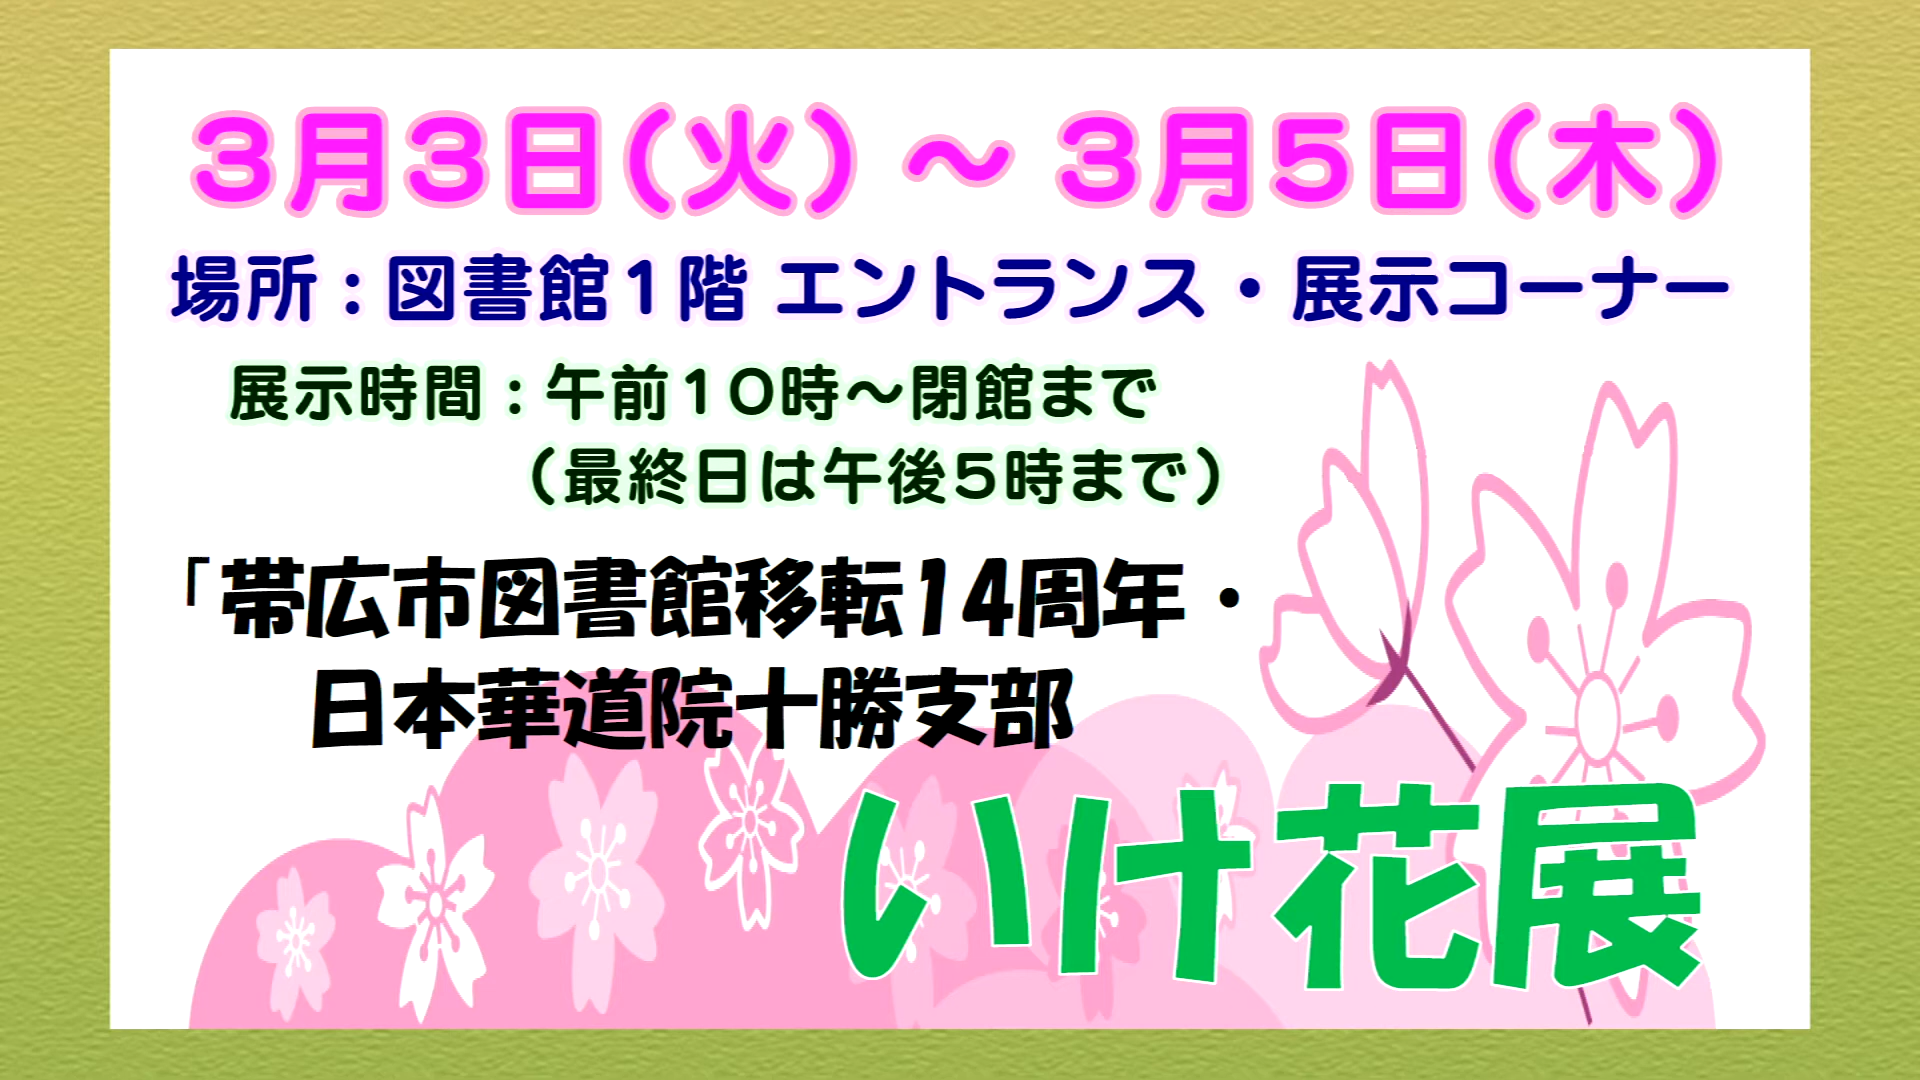 ３月３日（火）～ ３月５日（木）
場所：図書館１階 エントランス・展示コーナー
展示時間：午前１０時～閉館まで
（最終日は午後５時まで）
「帯広市図書館移転14周年・
日本華道院十勝支部
いけ花展